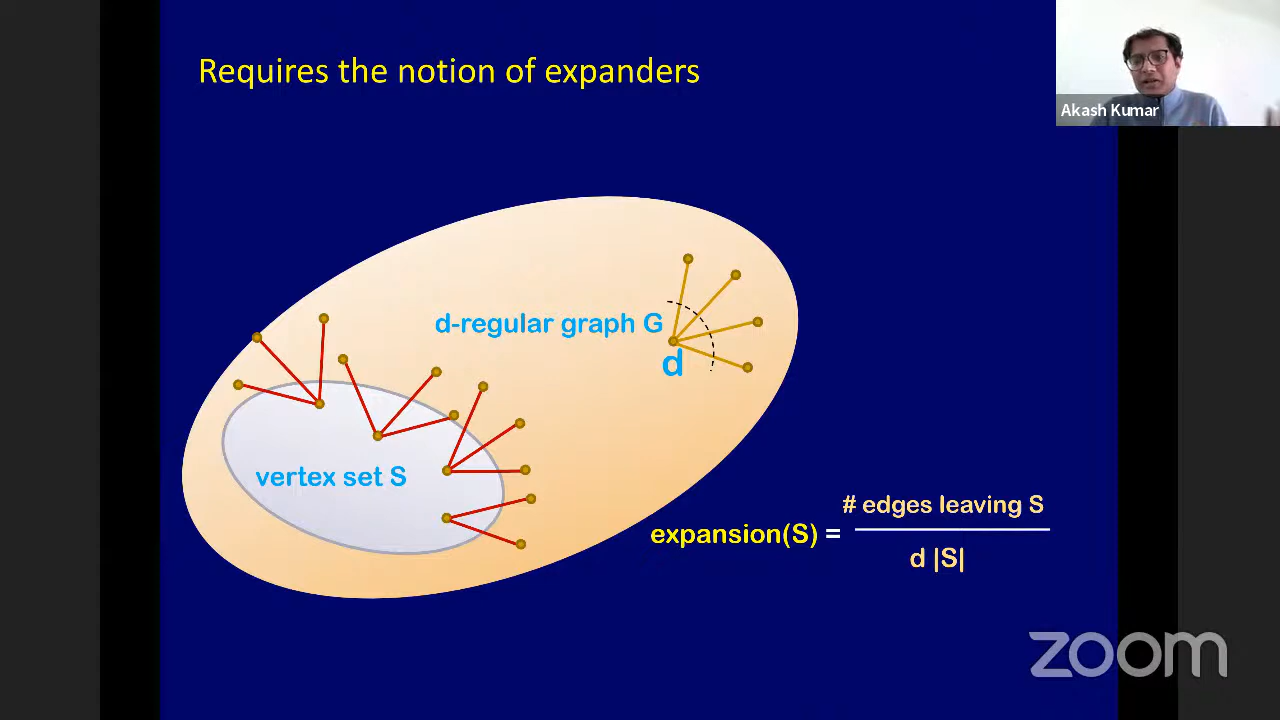 Requires the notion of expanders
Akash Kumar
d-regular graph G
d
vertex set S
# edges leaving S
expansion(S) =
d |S|
zoom